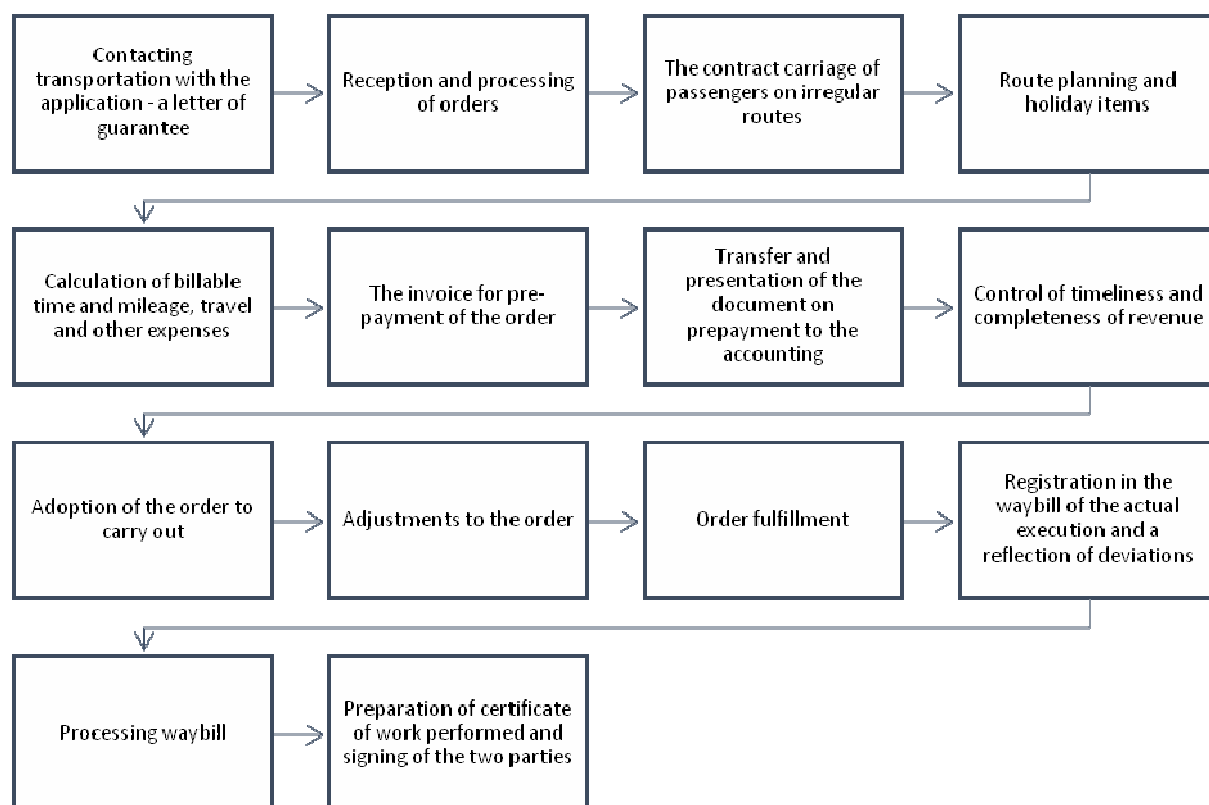 Contacting
transportation with the
application - a letter of
guarantee
Reception and processing
of orders
The contract carriage of
passengers on irregular
routes
Route planning and
holiday items
Calculation of billable
time and mileage, travel
and other expenses
The invoice for pre-
payment of the order
Transfer and
presentation of the
document on
prepayment to the
accounting
Control of timeliness and
completeness of revenue
Adoption of the order to
carry out
Adjustments to the order
Order fulfillment
Registration in the
waybill of the actual
execution and a
reflection of deviations
Processing waybill
Preparation of certificate
of work performed and
signing of the two parties